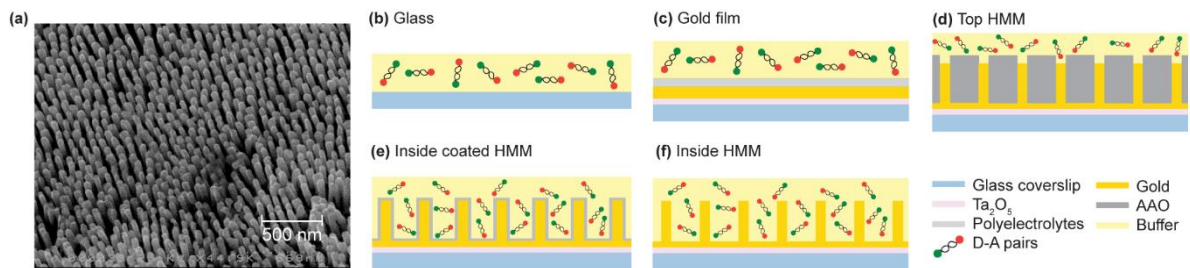 (a)
500 nm
(b) Glass
(c) Gold film
(d) Top HMM
(e) Inside coated HMM
(f) Inside HMM
Glass coverslip
Ta2O5
Polyelectrolytes
D-A pairs
Gold
AAO
Buffer